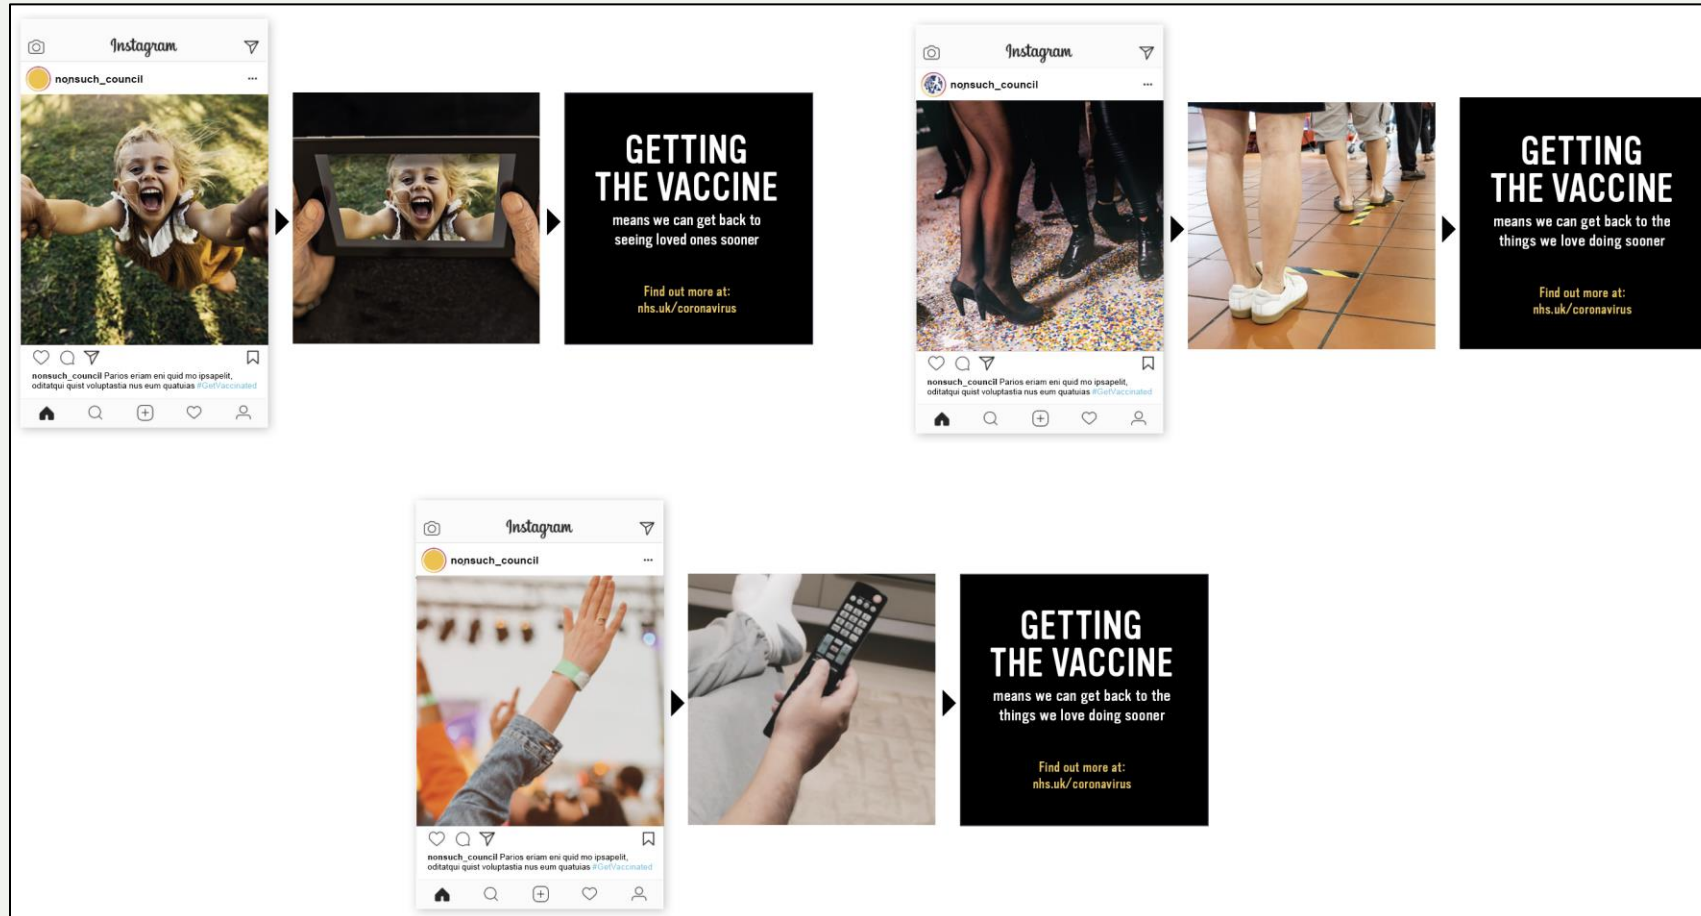 Instagram
nonsuch_council
GETTING
THE VACCINE
means we can get back to
seeing loved ones sooner
Find out more at:
nhs.uk/coronavirus
nonsuch_council Parios eriam eni quid mo ipsapelit,
oditatqui quist voluptastia nus eum quatuias #GetVaccinated
Instagram
nonsuch_council
GETTING
THE VACCINE
means we can get back to the
things we love doing sooner
Find out more at:
nhs.uk/coronavirus
nonsuch_council Parios eriam eni quid mo ipsapelit,
oditatqui quist voluptastia nus eum quatuias #GetVaccinated
Instagram
nonsuch_council
GETTING
THE VACCINE
means we can get back to the
things we love doing sooner
Find out more at:
nhs.uk/coronavirus
nonsuch_council Parios eriam eni quid mo ipsapelit,
oditatqui quist voluptastia nus eum quatuias #GetVaccinated